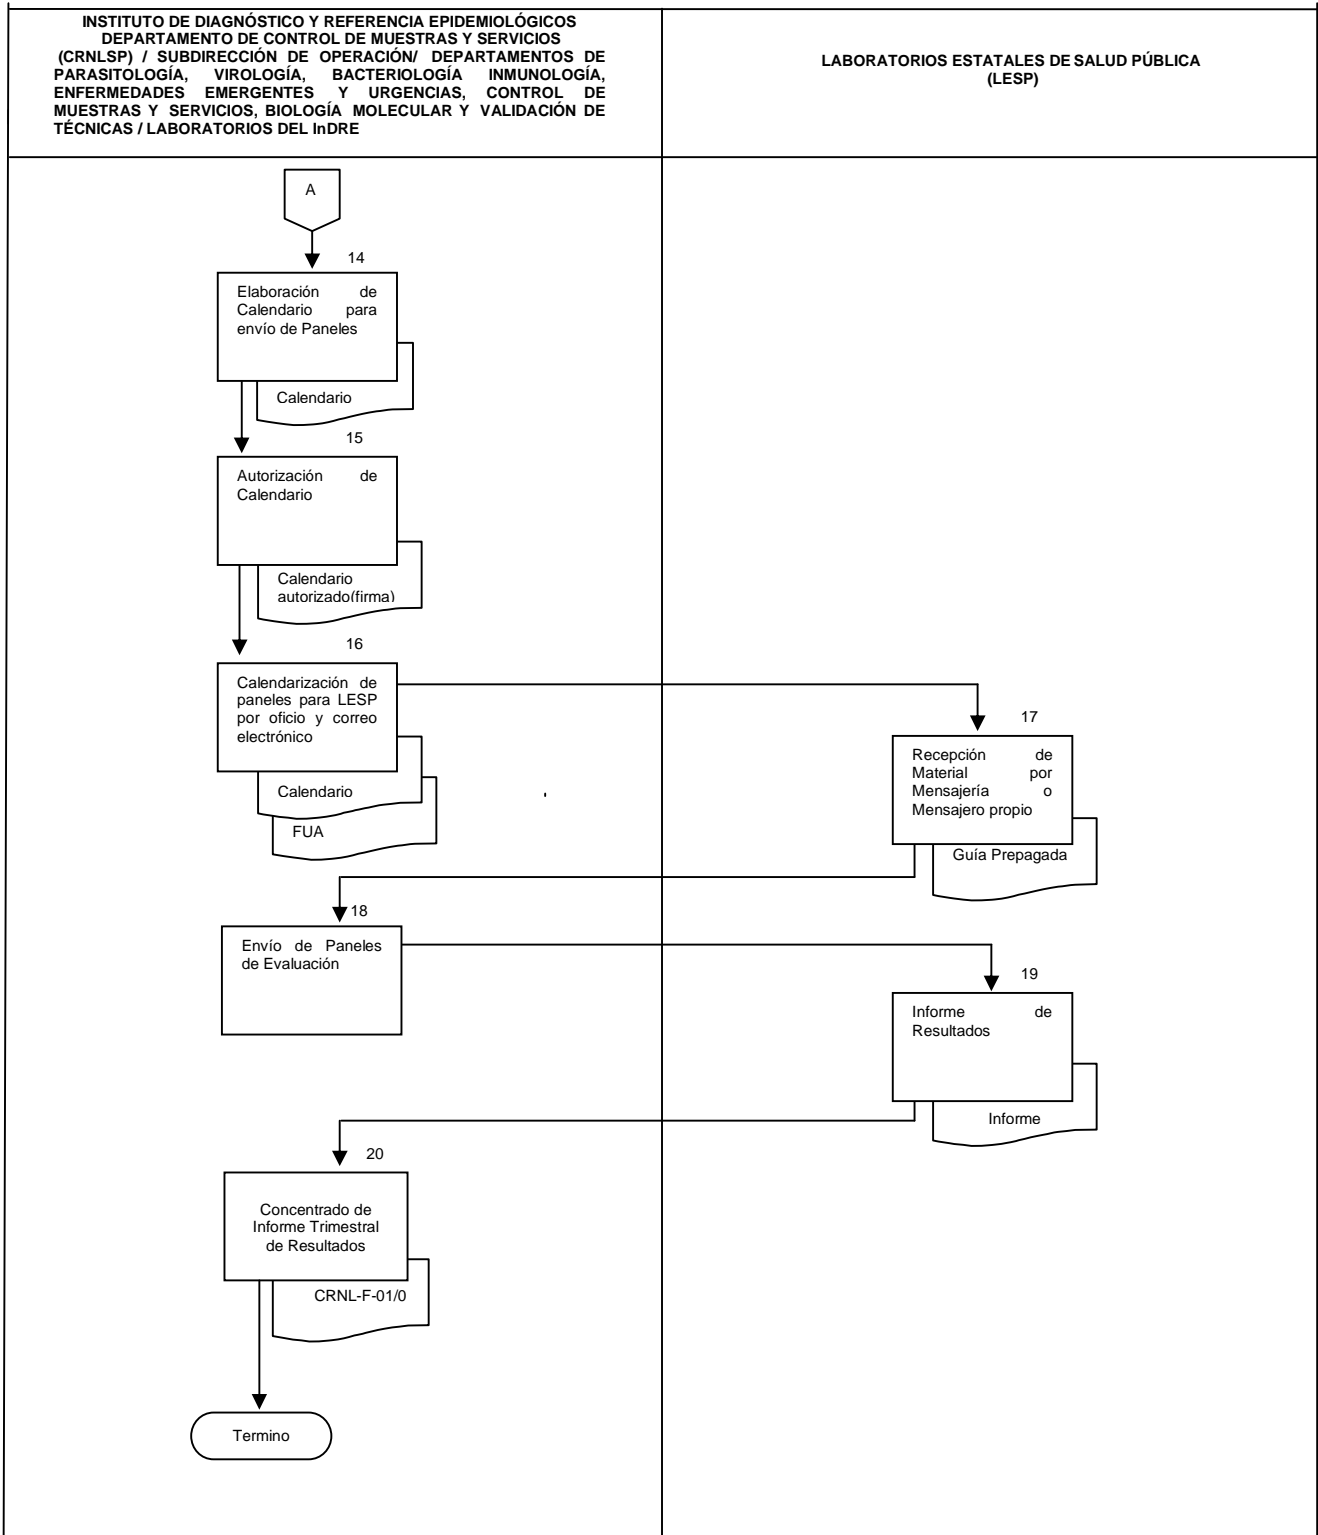 INSTITUTO DE DIAGNÓSTICO Y REFERENCIA EPIDEMIOLÓGICOS
DEPARTAMENTO DE CONTROL DE MUESTRAS Y SERVICIOS
(CRNLSP) / SUBDIRECCIÓN DE OPERACIÓN/ DEPARTAMENTOS DE
PARASITOLOGÍA, VIROLOGÍA, BACTERIOLOGÍA INMUNOLOGÍA,
ENFERMEDADES EMERGENTES Y URGENCIAS, CONTROL DE
MUESTRAS Y SERVICIOS, BIOLOGÍA MOLECULAR Y VALIDACIÓN DE
TÉCNICAS / LABORATORIOS DEL InDRE
LABORATORIOS ESTATALES DE SALUD PÚBLICA
(LESP)
A
14
Elaboración de
Calendario para
envío de Paneles
Calendario
15
Autorización de
Calendario
Calendario
autorizado(firma)
16
Calendarización de
paneles para LESP
por oficio y correo
electrónico
Calendario
FUA
17
Recepción de
Material por
Mensajería o
Mensajero propio
Guía Prepagada
18
Envío de Paneles
de Evaluación
19
Informe de
Resultados
Informe
20
Concentrado de
Informe Trimestral
de Resultados
CRNL-F-01/0
Termino